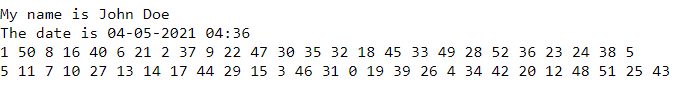 My name is John Doe
The date is 04-05-2021 04:36
1 50 8 16 40 6 21 2 37 9 22 47 30 35 32 18 45 33 49 28 52 36 23 24 38 5
5 11 7 10 27 13 14 17 44 29 15 3 46 31 0 19 39 26 4 34 42 20 12 48 51 25 43